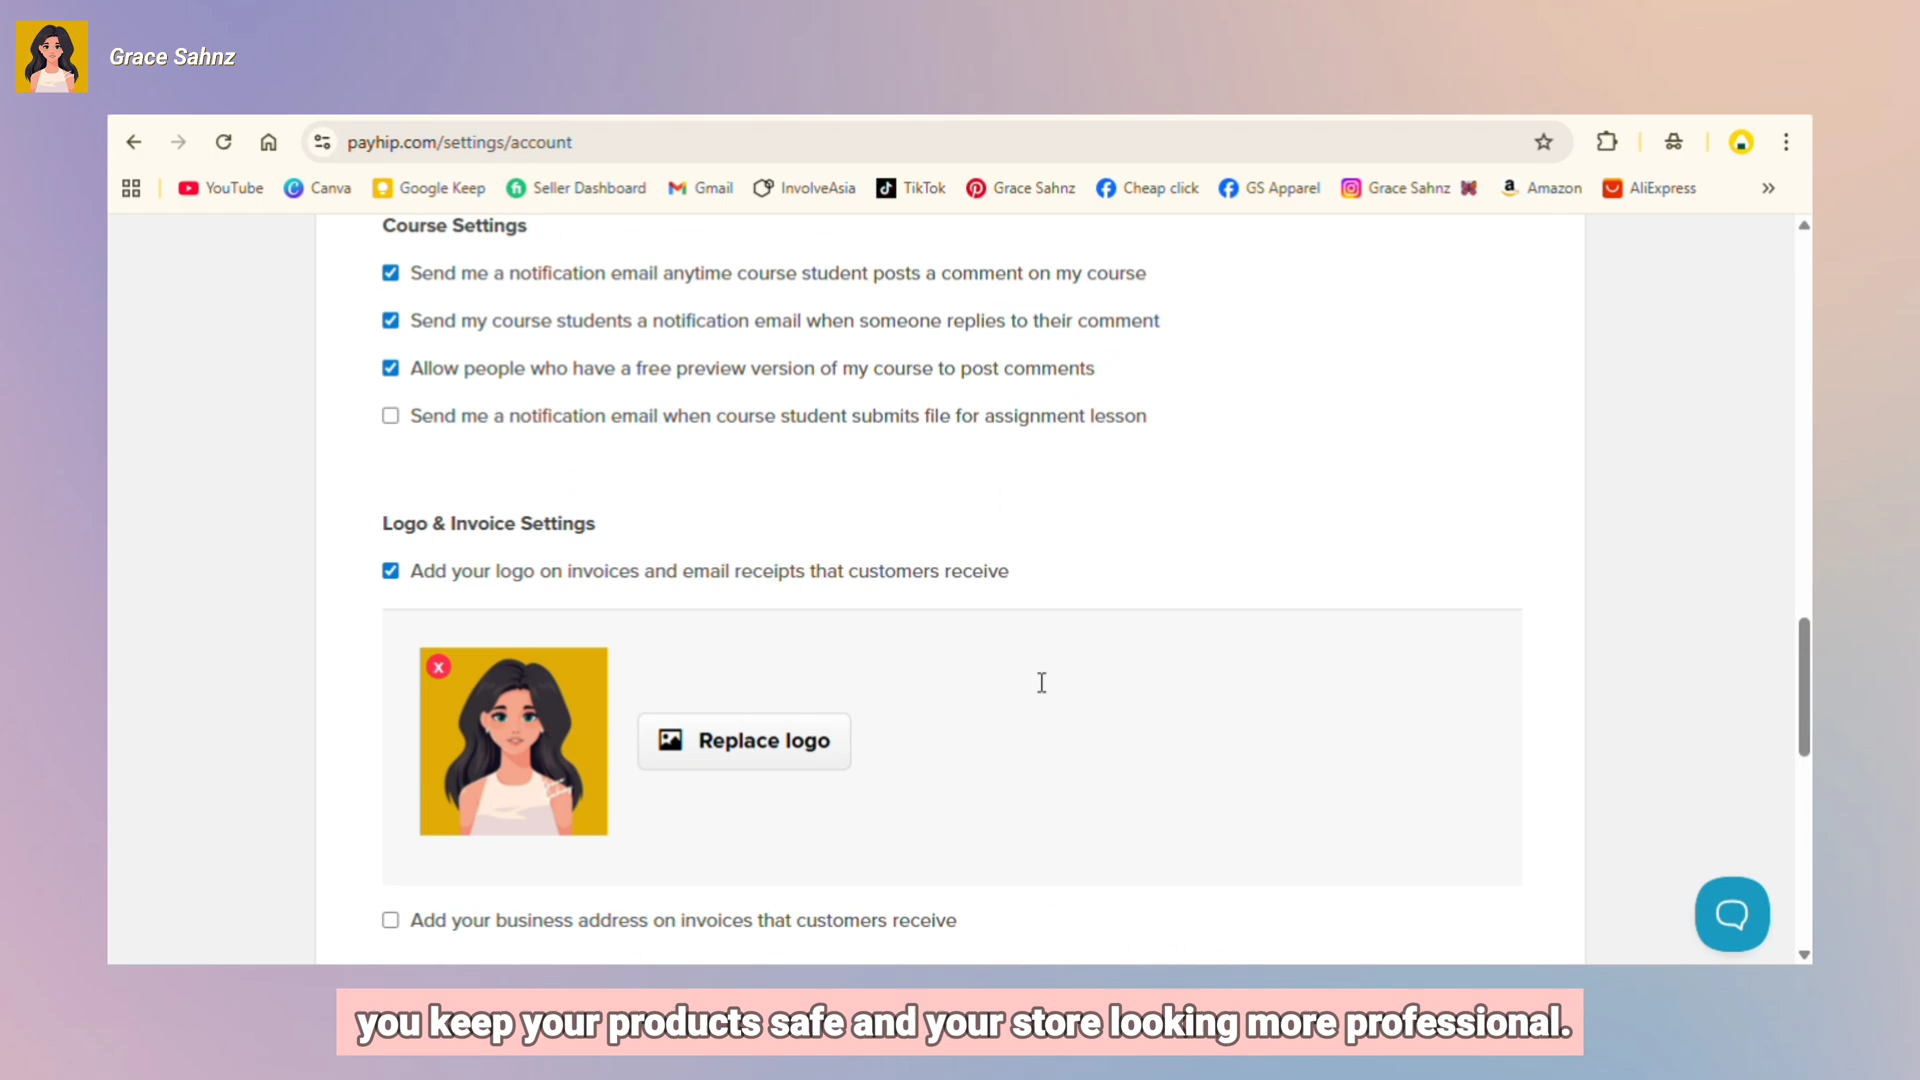 Grace Sahnz
payhip.com/settings/account
YouTube Canva Google Keep Seller Dashboard Gmail InvolveAsia TikTok Grace Sahnz Cheap click GS Apparel Grace Sahnz Amazon AliExpress
Course Settings
Send me a notification email anytime course student posts a comment on my course
Send my course students a notification email when someone replies to their comment
Allow people who have a free preview version of my course to post comments
Send me a notification email when course student submits file for assignment lesson
Logo & Invoice Settings
Add your logo on invoices and email receipts that customers receive
x
Replace logo
Add your business address on invoices that customers receive
you keep your products safe and your store looking more professional.